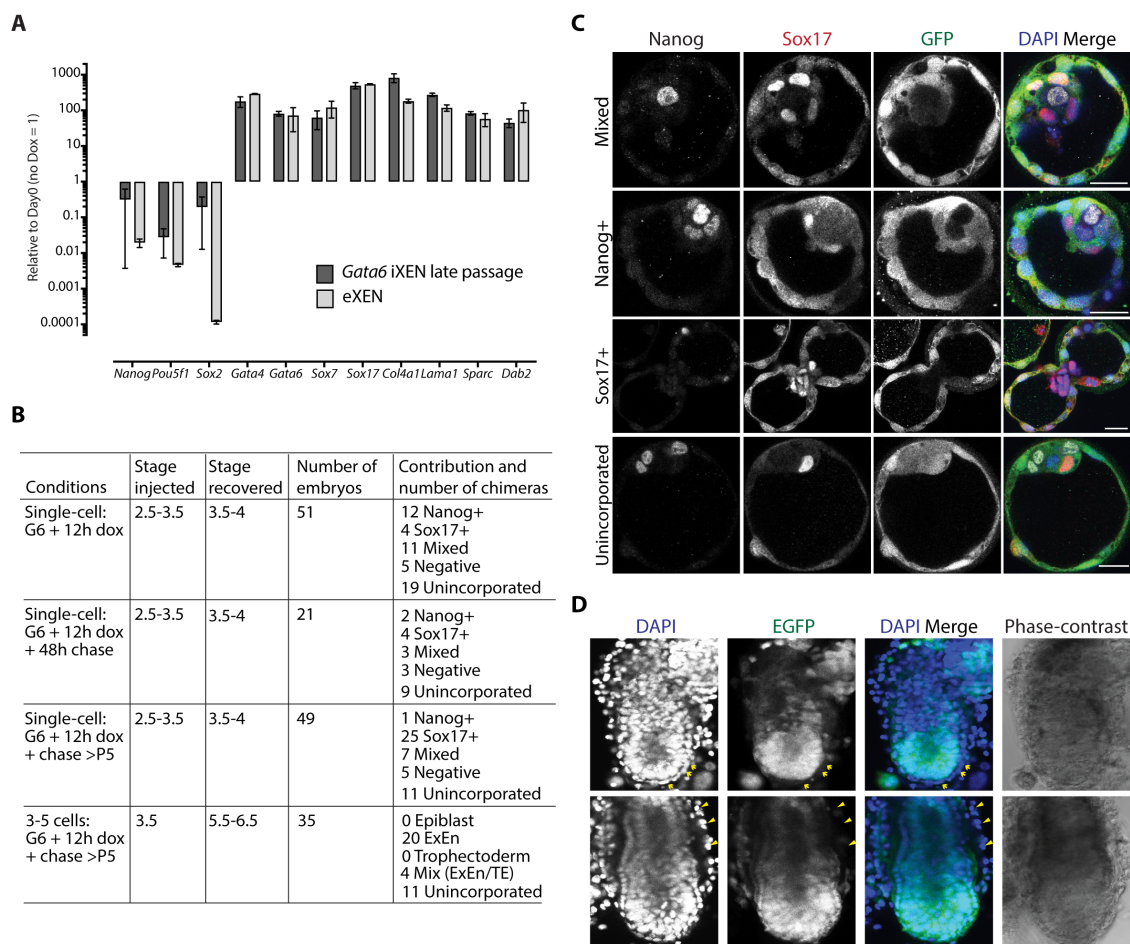 A
Relative to Day0 (no Dox = 1)
1000
100
10
1
0.1
0.01
0.001
0.0001
Gata6 iXEN late passage
eXEN
Nanog Pou5f1 Sox2 Gata4 Gata6 Sox7 Sox17 Col4a1 Lama1 Sparc Dab2
B
Conditions
Stage
injected
Stage
recovered
Number of
embryos
Contribution and
number of chimeras
Single-cell:
G6 + 12h dox
2.5-3.5
3.5-4
51
12 Nanog+
4 Sox17+
11 Mixed
5 Negative
19 Unincorporated
Single-cell:
G6 + 12h dox
+ 48h chase
2.5-3.5
3.5-4
21
2 Nanog+
4 Sox17+
3 Mixed
3 Negative
9 Unincorporated
Single-cell:
G6 + 12h dox
+ chase >P5
2.5-3.5
3.5-4
49
1 Nanog+
25 Sox17+
7 Mixed
5 Negative
11 Unincorporated
3-5 cells:
G6 + 12h dox
+ chase >P5
3.5
5.5-6.5
35
0 Epiblast
20 ExEn
0 Trophectoderm
4 Mix (ExEn/TE)
11 Unincorporated
C
Nanog
Sox17
GFP
DAPI Merge
Mixed
Nanog+
Sox17+
Unincorporated
D
DAPI
EGFP
DAPI Merge
Phase-contrast